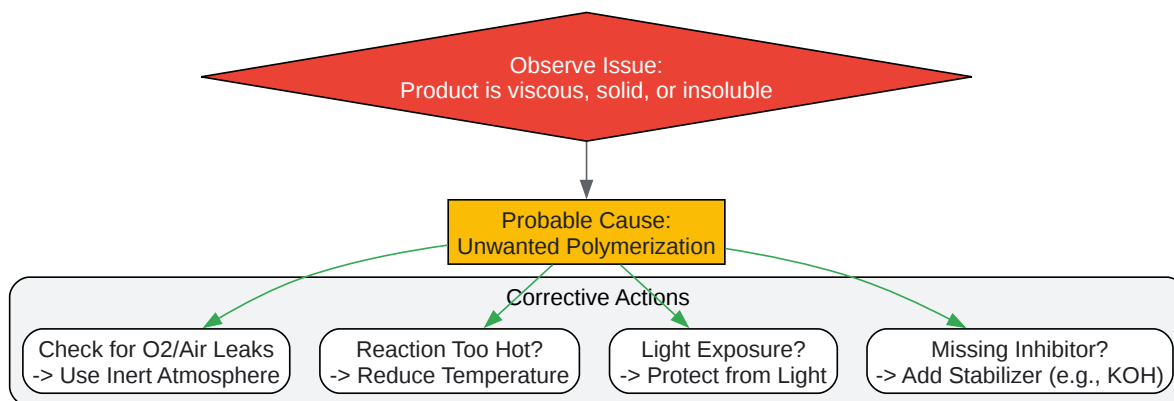 Observe Issue:
Product is viscous, solid, or insoluble
Probable Cause:
Unwanted Polymerization
Corrective Actions
Check for O2/Air Leaks
-> Use Inert Atmosphere
Reaction Too Hot?
-> Reduce Temperature
Light Exposure?
-> Protect from Light
Missing Inhibitor?
-> Add Stabilizer (e.g., KOH)